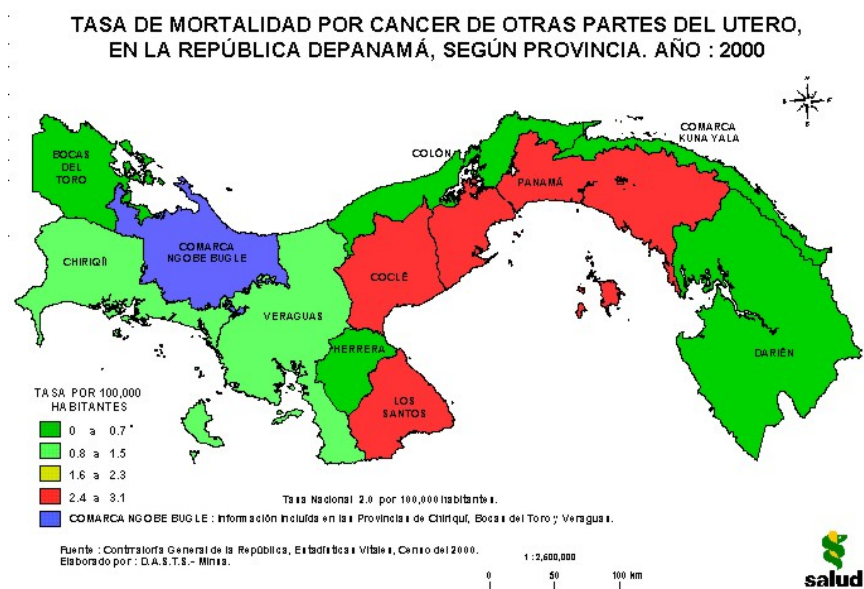 TASA DE MORTALIDAD POR CANCER DE OTRAS PARTES DEL UTERO,
EN LA REPÚBLICA DEPANAMÁ, SEGÚN PROVINCIA. AÑO : 2000
N
E
S
COMARCA
KUNA YALA
COLÓN
BOCAS
DEL
TORO
PANAMÁ
COMARCA
NGOBE BUGLE
CHIRIQÍ
COCLÉ
VERAGUAS
HERRERA
DARIÉN
LOS
SANTOS
TASA POR 100,000
HABITANTES
0 a 0.7*
0.8 a 1.5
1.6 a 2.3
2.4 a 3.1
Tasa Nacional 2.0 por 100,000 habitantes.
COMARCA NGOBE BUGLE : Información incluída en las Provincias de Chiriquí, Bocas del Toro y Veraguas.
Fuente : Contraloría General de la República, Estadísticas Vitales, Censo del 2000.
Elaborado por : D.A.S.T.S.- Minsa.
1 : 2,600,000
0 50 100 km
salud